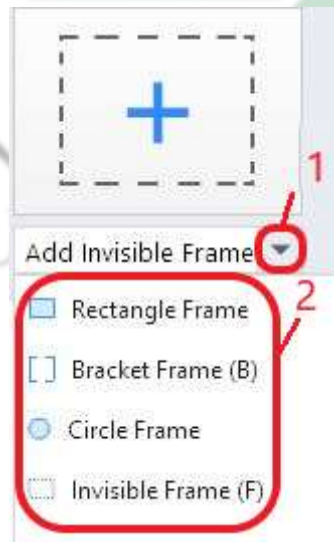 1
Add Invisible Frame
2
Rectangle Frame
Bracket Frame (B)
Circle Frame
Invisible Frame (F)